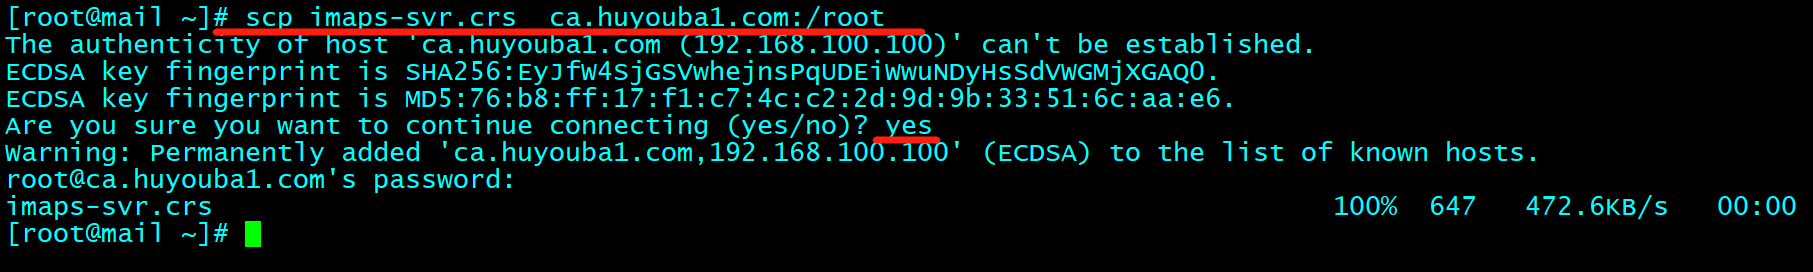 [root@mail ~]# scp imaps-svr.crs  ca.huyouba1.com:/root
The authenticity of host 'ca.huyouba1.com (192.168.100.100)' can't be established.
ECDSA key fingerprint is SHA256:EyJfW4SjGSVwhejnsPqUDEiWwuNDyHsSdVWGMjXGAQ0.
ECDSA key fingerprint is MD5:76:b8:ff:17:f1:c7:4c:c2:2d:9d:9b:33:51:6c:aa:e6.
Are you sure you want to continue connecting (yes/no)? yes
Warning: Permanently added 'ca.huyouba1.com,192.168.100.100' (ECDSA) to the list of known hosts.
root@ca.huyouba1.com's password:
imaps-svr.crs 100% 647 472.6KB/s 00:00
[root@mail ~]#